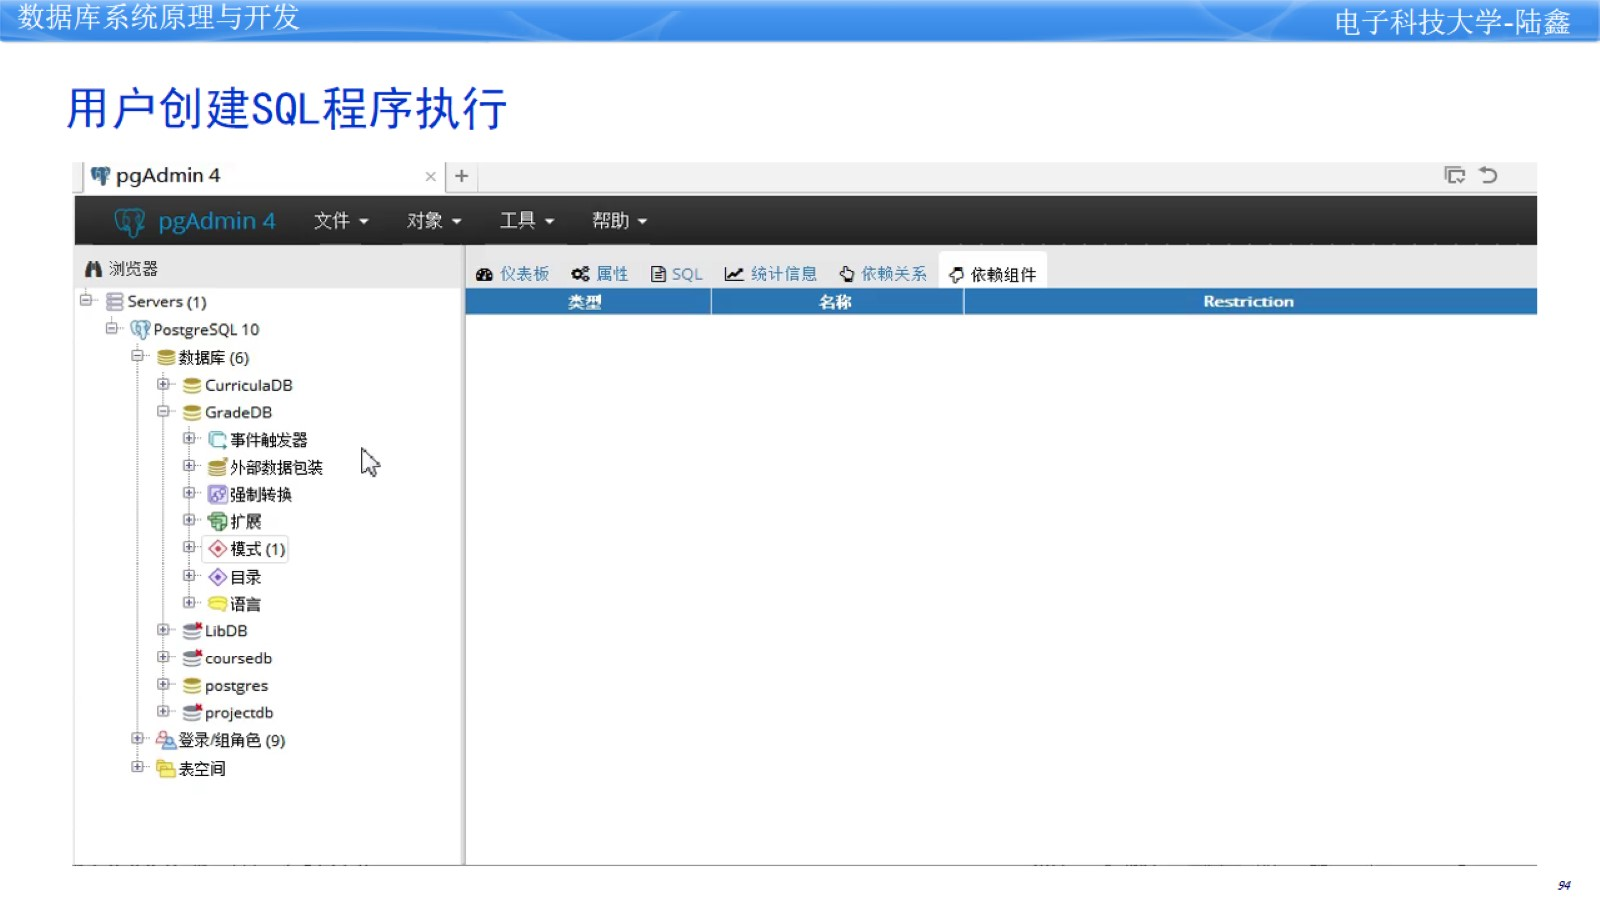 数据库系统原理与开发
电子科技大学-陆鑫
用户创建SQL程序执行
pgAdmin 4
pgAdmin 4 文件 对象 工具 帮助
浏览器
仪表板 属性 SQL 统计信息 依赖关系 依赖组件
类型 名称 Restriction
Servers (1)
PostgreSQL 10
数据库 (6)
CurriculaDB
GradeDB
事件触发器
外部数据包装
强制转换
扩展
模式 (1)
目录
语言
LibDB
coursedb
postgres
projectdb
登录/组角色 (9)
表空间
94